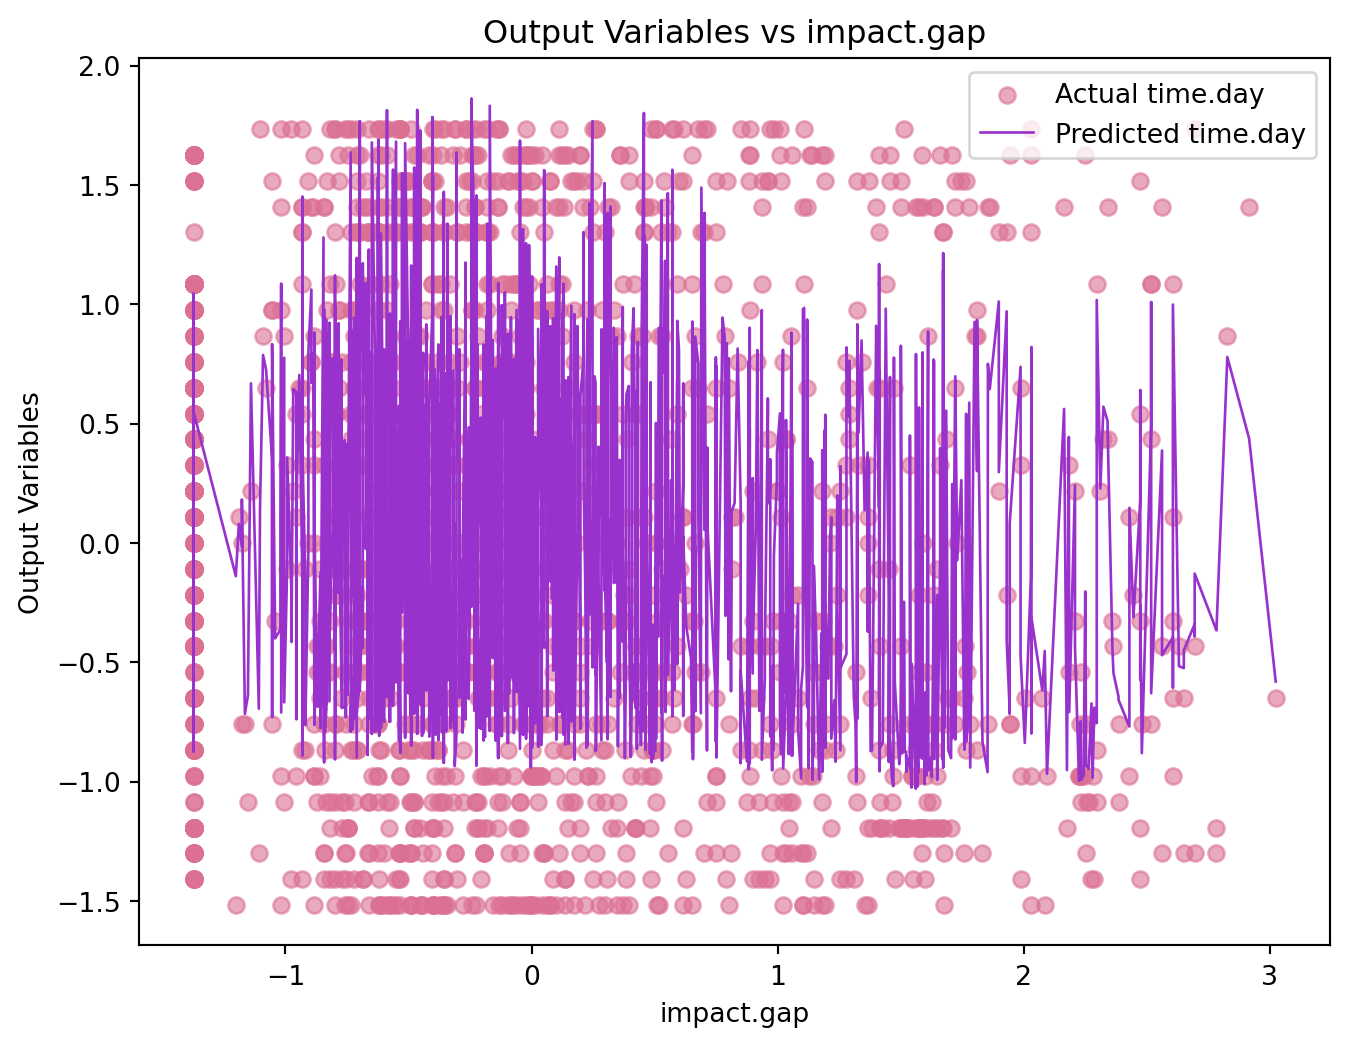 Output Variables vs impact.gap
Actual time.day
Predicted time.day
Output Variables
2.0
1.5
1.0
0.5
0.0
−0.5
−1.0
−1.5
−1
0
1
2
3
impact.gap